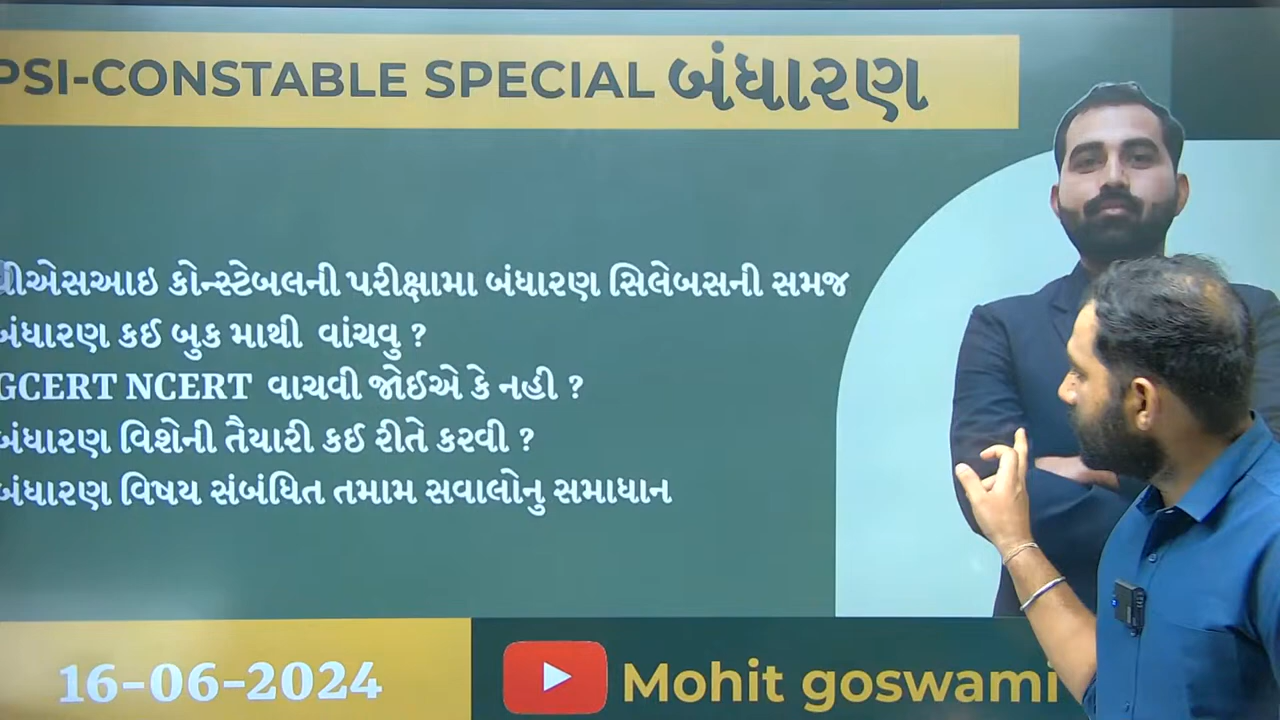 PSI-CONSTABLE SPECIAL બંધારણ
પીએસઆઇ કોન્સ્ટેબલની પરીક્ષામા બંધારણ સિલેબસની સમજ
બંધારણ કઈ બુક માથી વાંચવુ ?
GCERT NCERT વાચવી જોઈએ કે નહી ?
બંધારણ વિશેની તૈયારી કઈ રીતે કરવી ?
બંધારણ વિષય સંબંધિત તમામ સવાલોનુ સમાધાન
16-06-2024
Mohit goswami